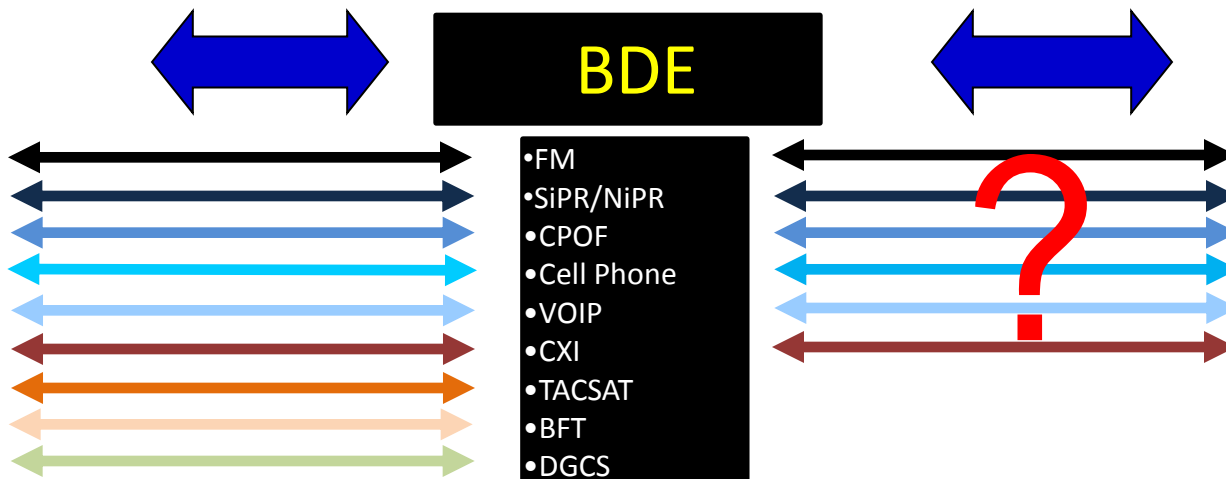 BDE
•FM
•SiPR/NiPR
•CPOF
•Cell Phone
•VOIP
•CXI
•TACSAT
•BFT
•DGCS
?